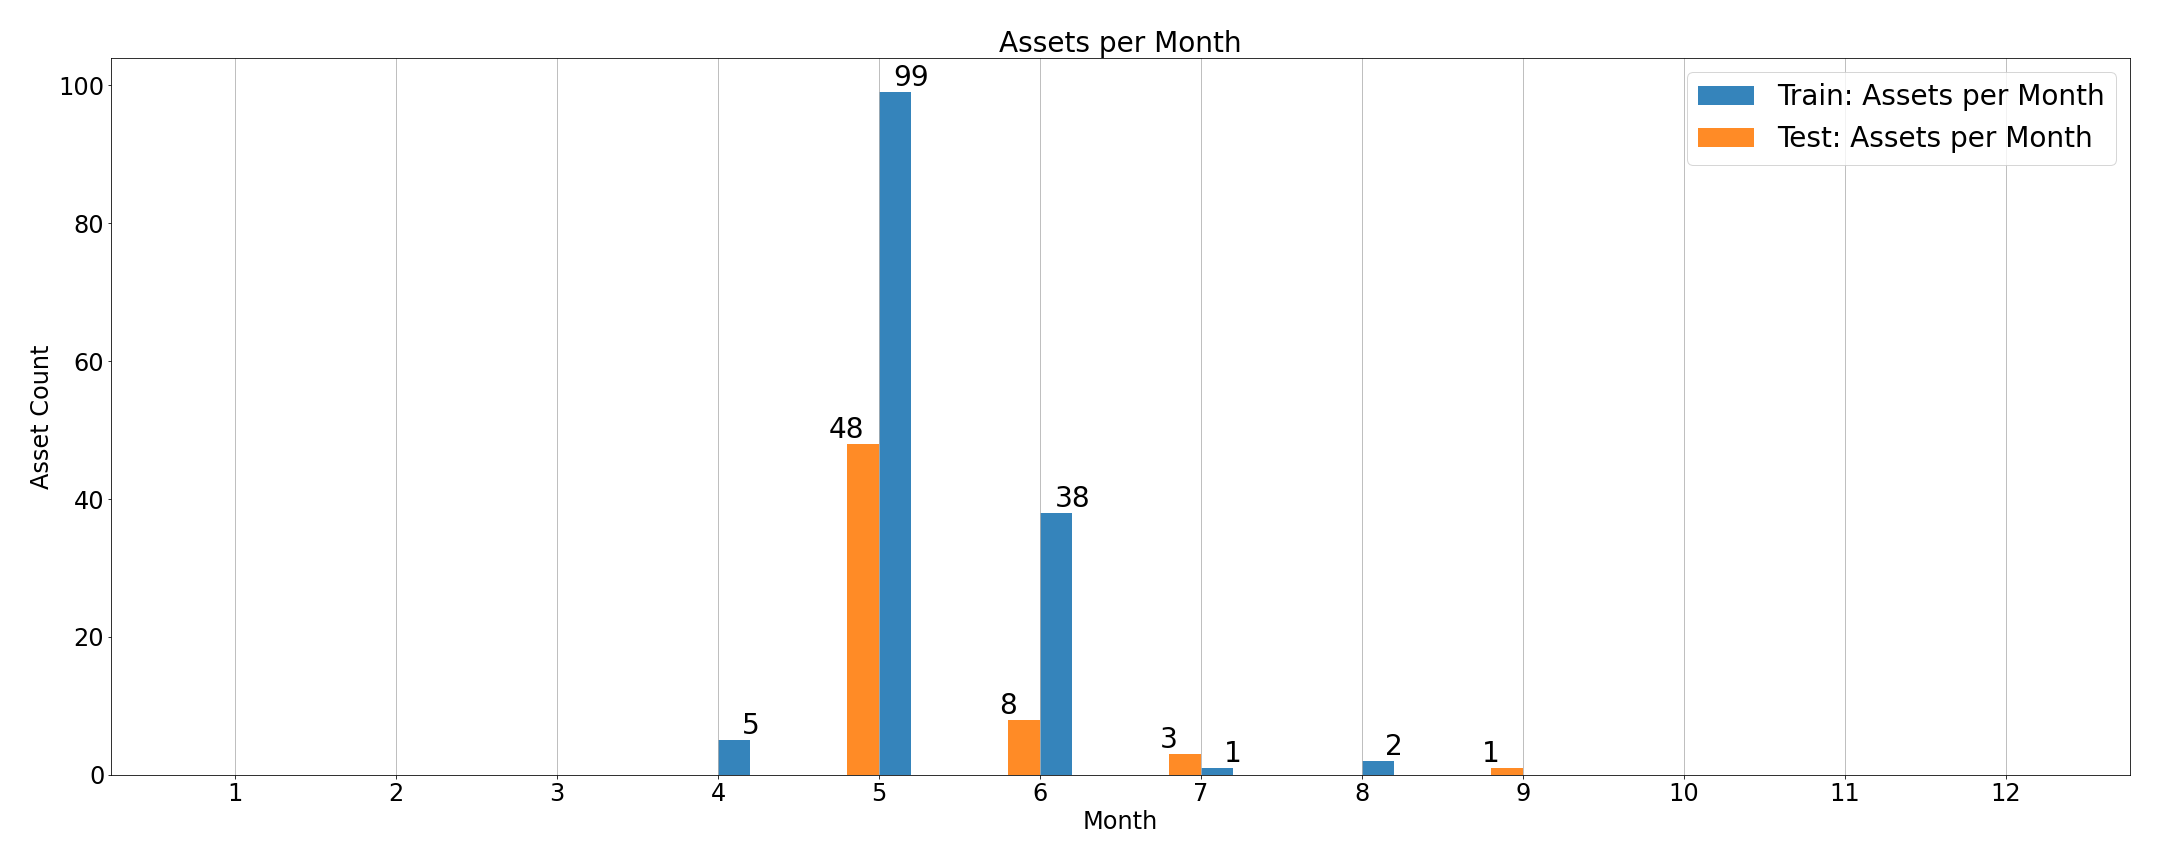 Assets per Month
Train: Assets per Month
Test: Assets per Month
Asset Count
100
80
60
40
20
0
5
48
99
8
38
3
1
2
1
1 2 3 4 5 6 7 8 9 10 11 12
Month